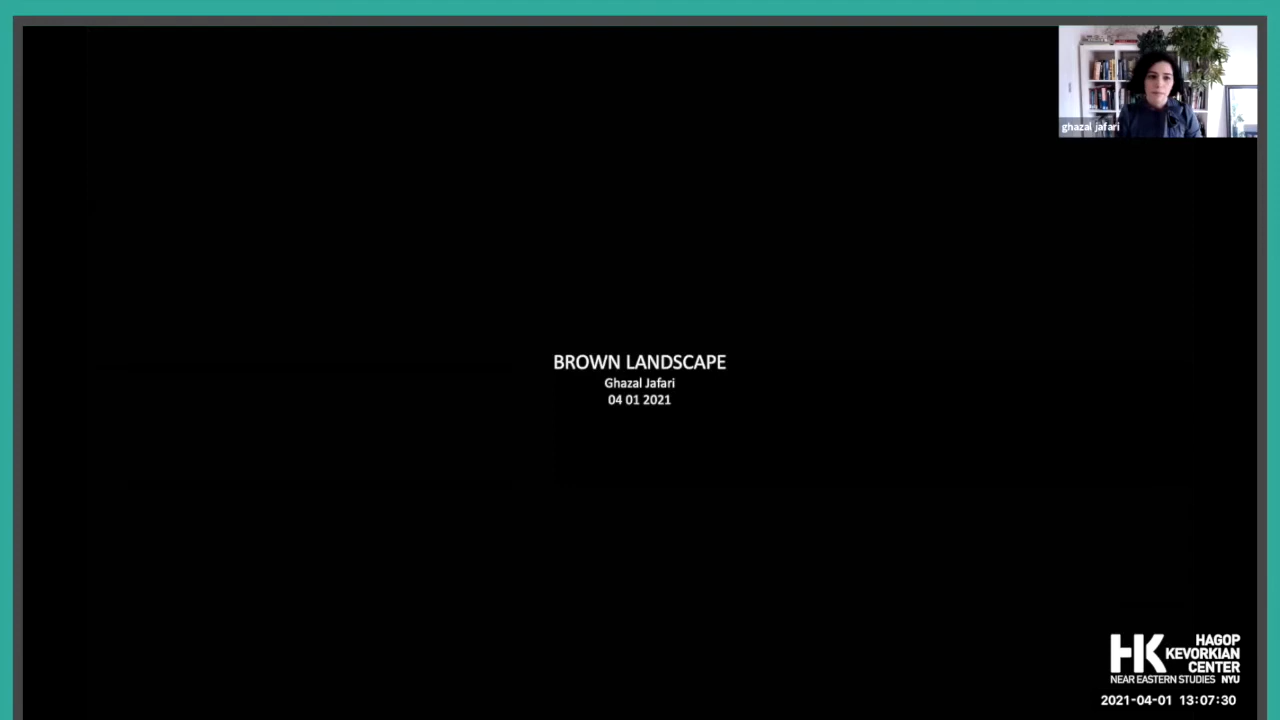 ghazal jafari
BROWN LANDSCAPE
Ghazal Jafari
04 01 2021
HK
HAGOP
KEVORKIAN
CENTER
NEAR EASTERN STUDIES NYU
2021-04-01 13:07:30